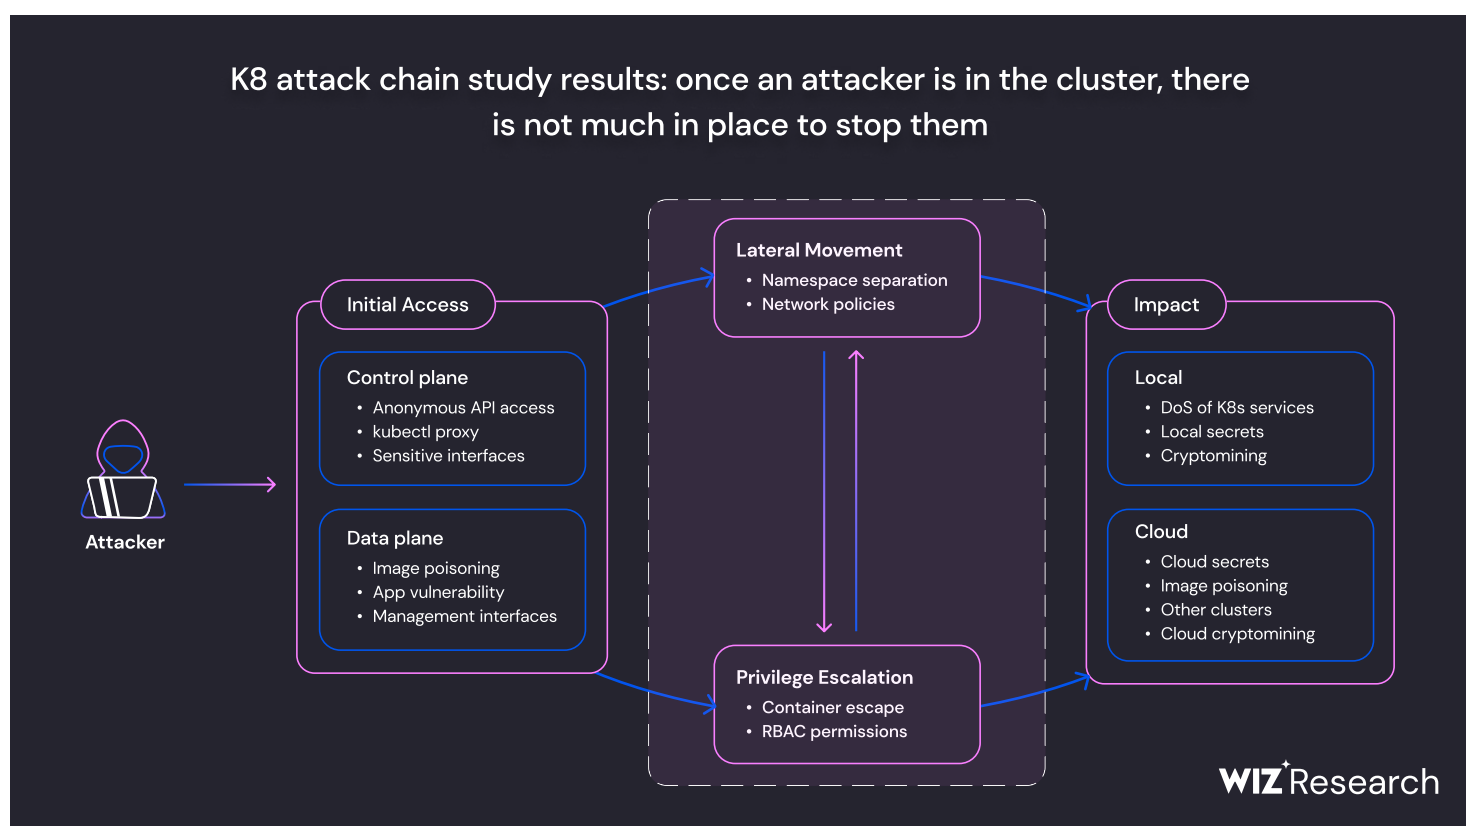 K8 attack chain study results: once an attacker is in the cluster, there
is not much in place to stop them
Attacker
Initial Access
Control plane
• Anonymous API access
• kubectl proxy
• Sensitive interfaces
Data plane
• Image poisoning
• App vulnerability
• Management interfaces
Lateral Movement
• Namespace separation
• Network policies
Privilege Escalation
• Container escape
• RBAC permissions
Impact
Local
• DoS of K8s services
• Local secrets
• Cryptomining
Cloud
• Cloud secrets
• Image poisoning
• Other clusters
• Cloud cryptomining
WIZ Research